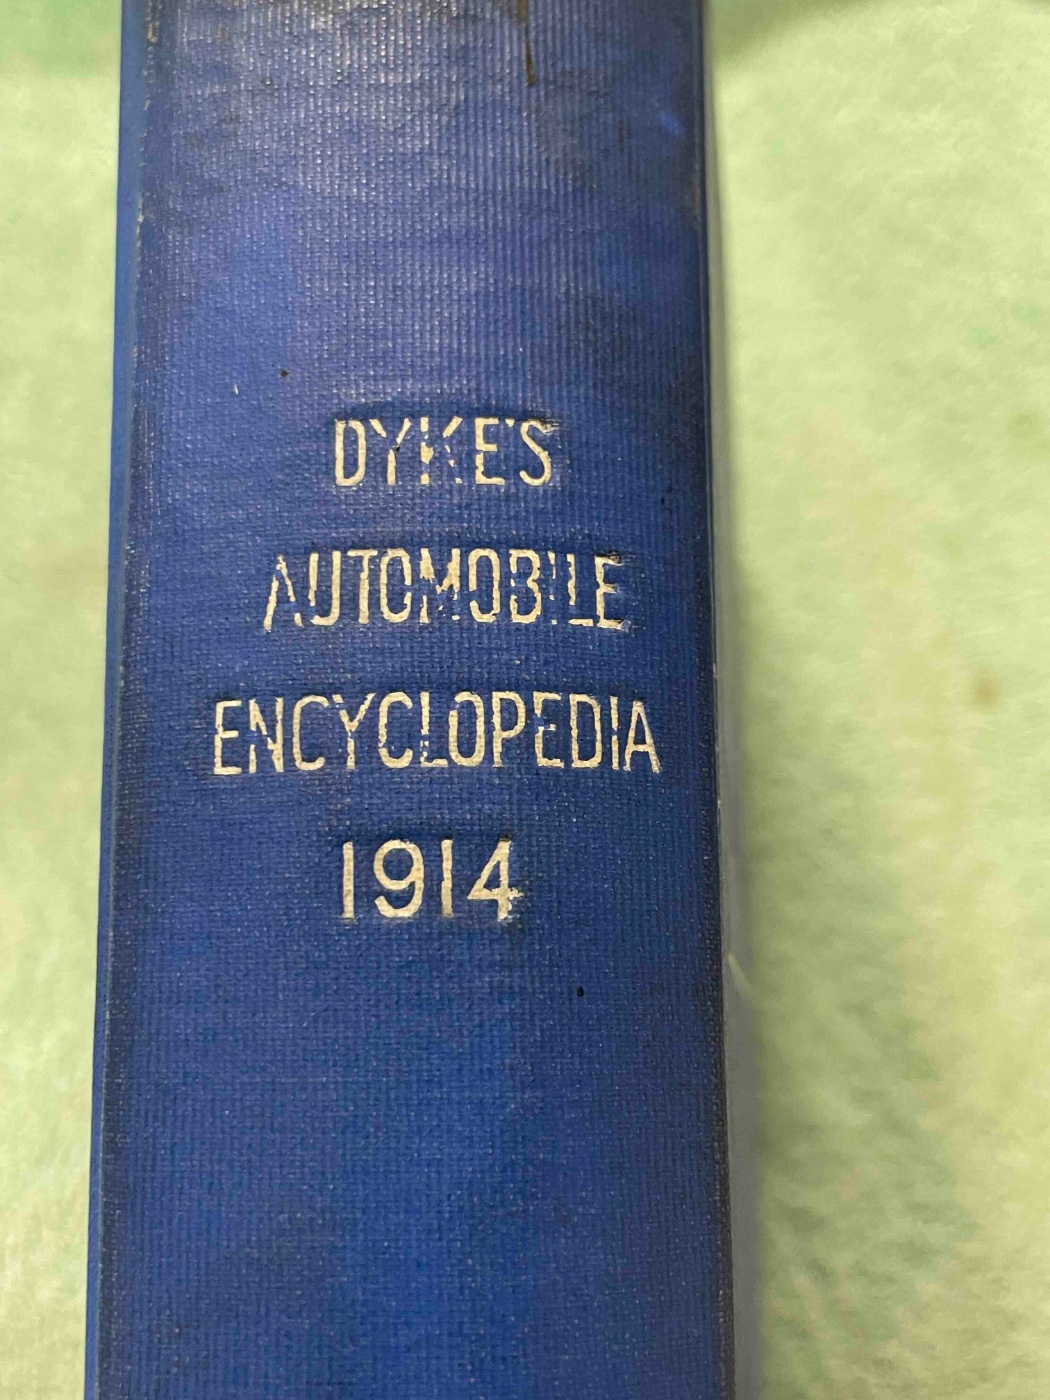 DYKE'S
AUTOMOBILE
ENCYCLOPEDIA
1914